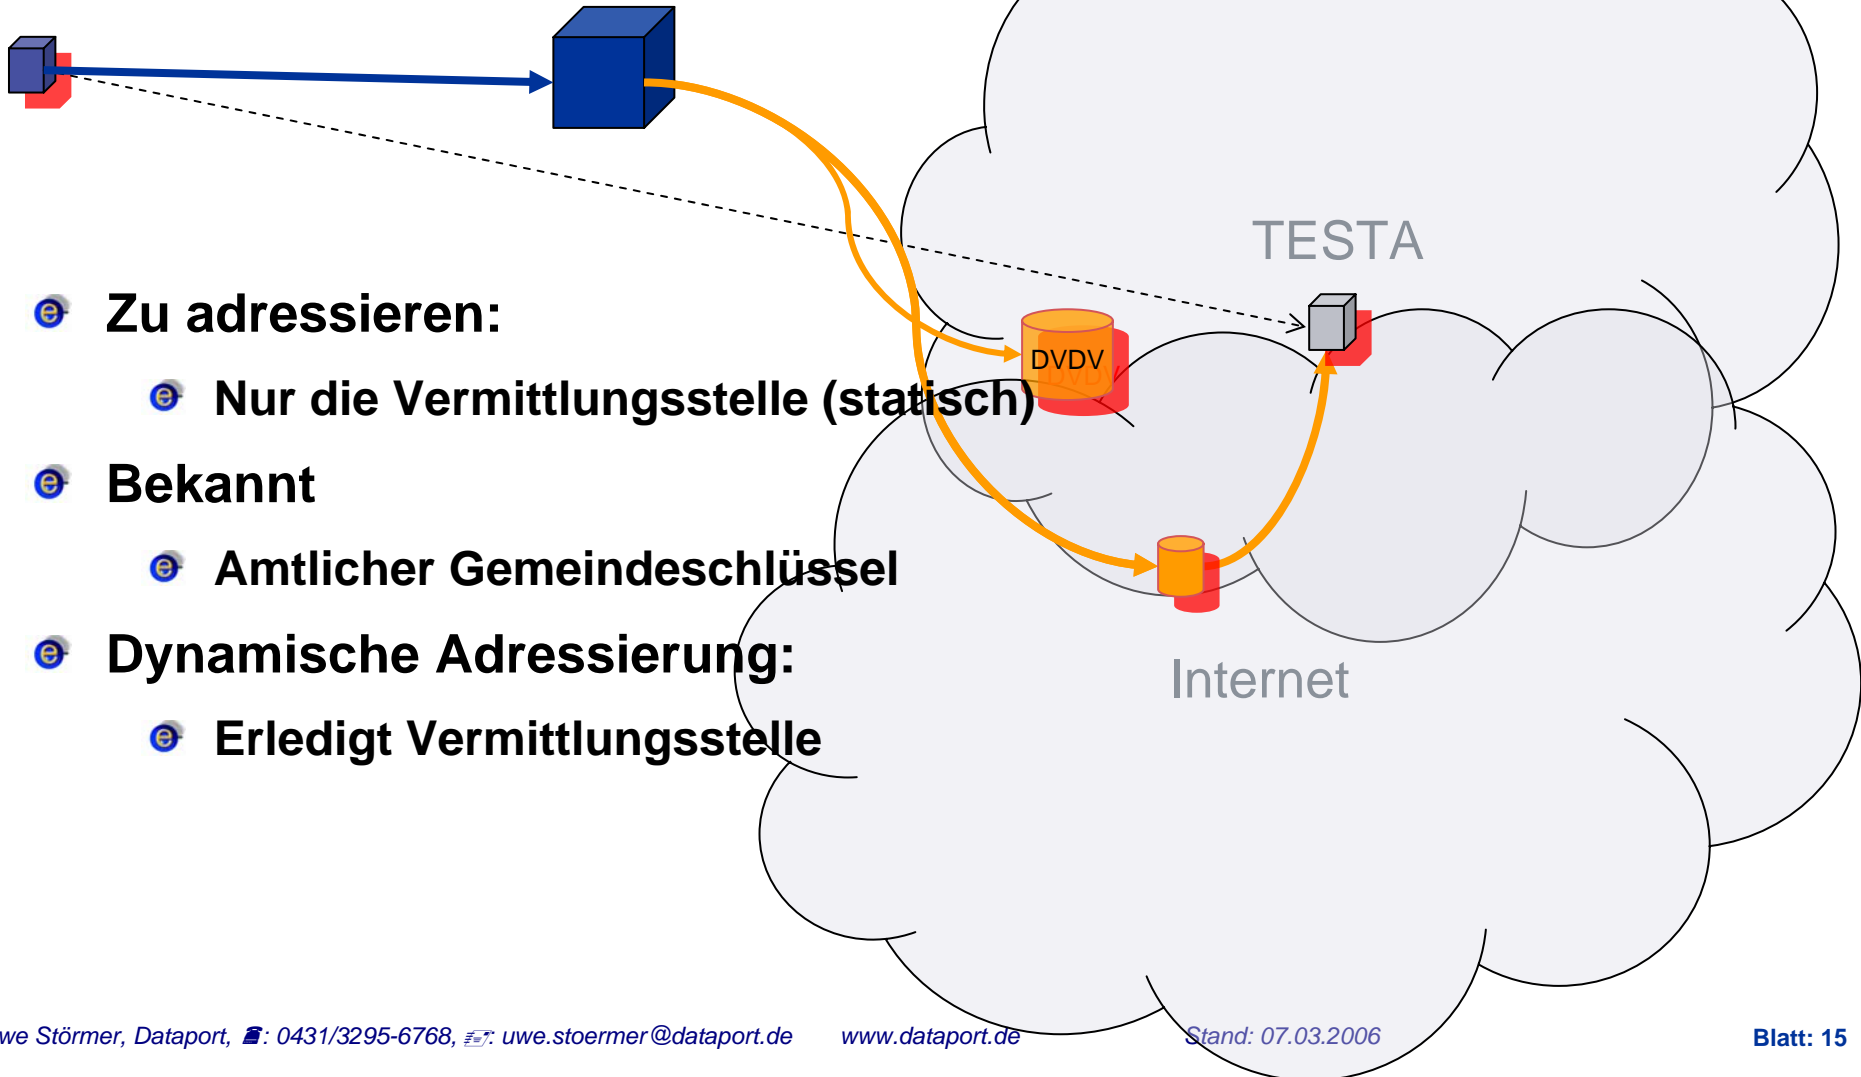 TESTA
Zu adressieren:
DVDV
Nur die Vermittlungsstelle (statisch)
Bekannt
Amtlicher Gemeindeschlüssel
Dynamische Adressierung:
Internet
Erledigt Vermittlungsstelle
we Störmer, Dataport, 🕿: 0431/3295-6768, 🖅: uwe.stoermer@dataport.de www.dataport.de Stand: 07.03.2006 Blatt: 15